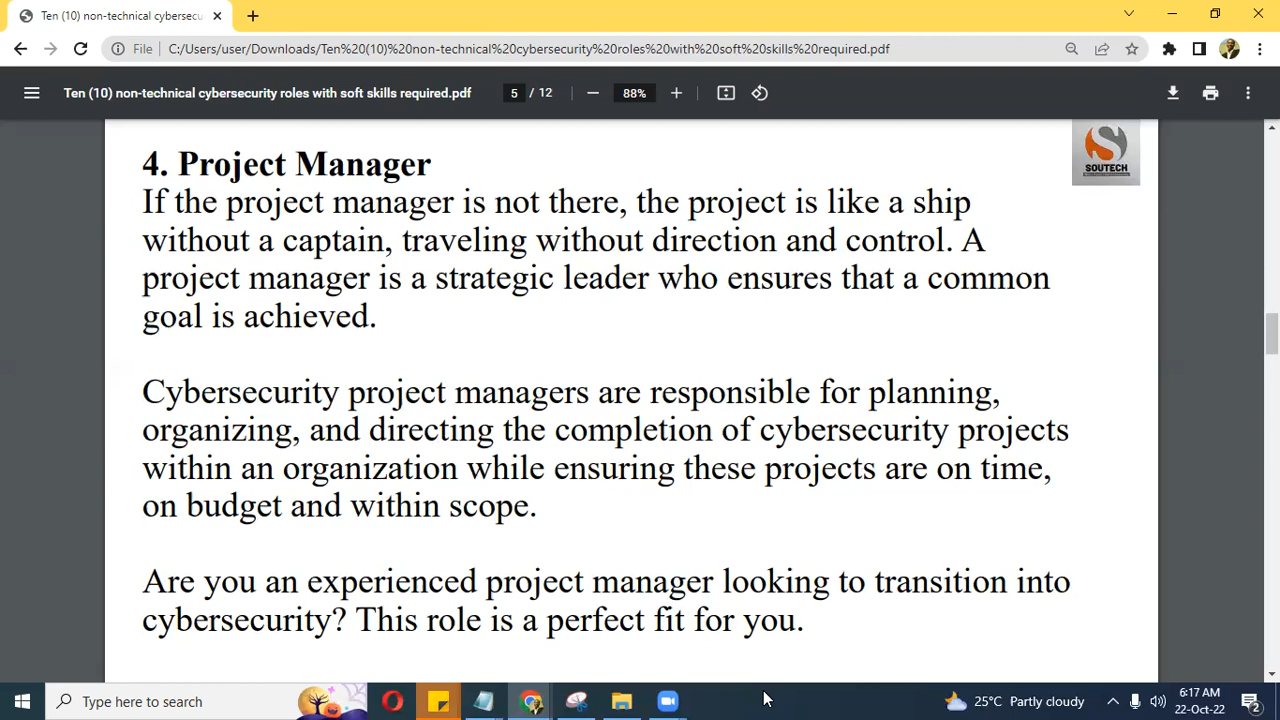 Ten (10) non-technical cybersecu
File
C:/Users/user/Downloads/Ten%20(10)%20non-technical%20cybersecurity%20roles%20with%20soft%20skills%20required.pdf
Ten (10) non-technical cybersecurity roles with soft skills required.pdf
5 / 12
88%
SOUTECH
4. Project Manager
If the project manager is not there, the project is like a ship
without a captain, traveling without direction and control. A
project manager is a strategic leader who ensures that a common
goal is achieved.
Cybersecurity project managers are responsible for planning,
organizing, and directing the completion of cybersecurity projects
within an organization while ensuring these projects are on time,
on budget and within scope.
Are you an experienced project manager looking to transition into
cybersecurity? This role is a perfect fit for you.
Type here to search
25°C Partly cloudy
6:17 AM
22-Oct-22
2